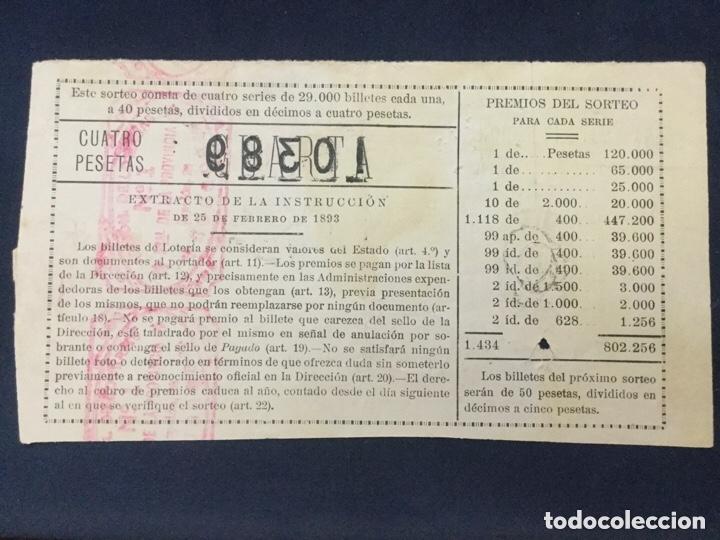 Este sorteo consta de cuatro series de 29.000 billetes cada una,
a 40 pesetas, divididos en décimos a cuatro pesetas.
CUATRO
PESETAS
CUARTA
10389
EXTRACTO DE LA INSTRUCCIÓN
DE 25 DE FEBRERO DE 1893
Los billetes de Lotería se consideran valores del Estado (art. 4.º) y
son documentos al portador (art. 11).—Los premios se pagan por la lista
de la Dirección (art. 12), y precisamente en las Administraciones expen-
dedoras de los billetes que los obtengan (art. 13), previa presentación
de los mismos, que no podrán reemplazarse por ningún documento (ar-
tículo 18).—No se pagará premio al billete que carezca del sello de la
Dirección, esté taladrado por el mismo en señal de anulación por so-
brante o contenga el sello de Pagado (art. 19).—No se satisfará ningún
billete roto o deteriorado en términos de que ofrezca duda sin someterlo
previamente a reconocimiento oficial en la Dirección (art. 20).—El dere-
cho al cobro de premios caduca al año, contado desde el día siguiente
al en que se verifique el sorteo (art. 22).
PREMIOS DEL SORTEO
PARA CADA SERIE
1 de..... Pesetas 120.000
1 de............ 65.000
1 de............ 25.000
10 de 2.000... 20.000
1.118 de 400... 447.200
99 ap. de 400... 39.600
99 íd. de 400... 39.600
99 íd. de 400... 39.600
2 íd. de 1.500... 3.000
2 íd. de 1.000... 2.000
2 íd. de 628... 1.256
1.434 802.256
Los billetes del próximo sorteo
serán de 50 pesetas, divididos en
décimos a cinco pesetas.
todocoleccion